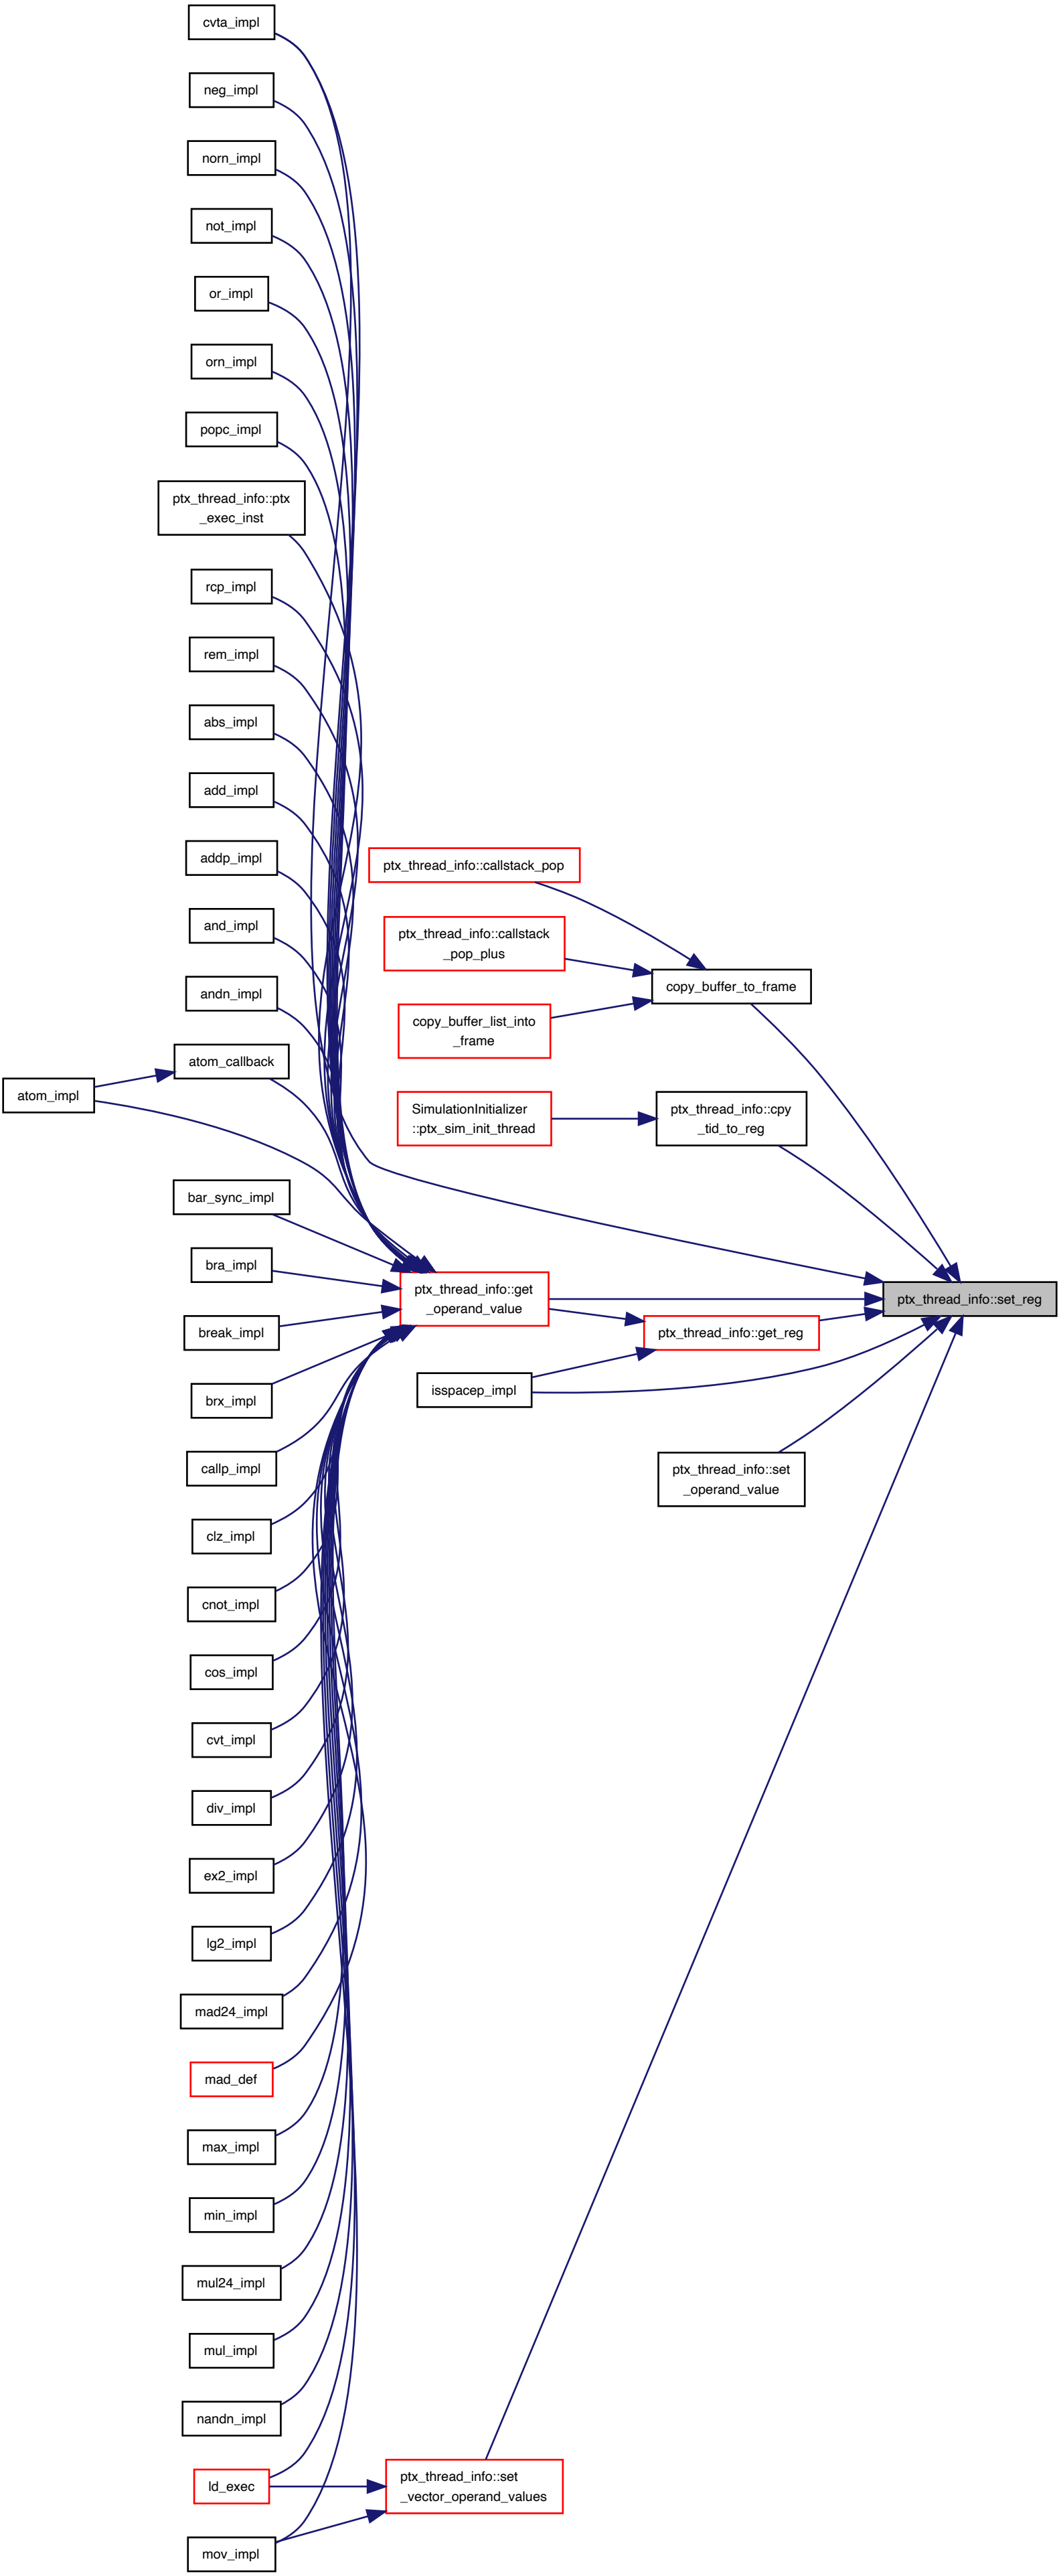 cvta_impl
neg_impl
norn_impl
not_impl
or_impl
orn_impl
popc_impl
ptx_thread_info::ptx
_exec_inst
rcp_impl
rem_impl
abs_impl
add_impl
addp_impl
and_impl
andn_impl
atom_callback
atom_impl
bar_sync_impl
bra_impl
break_impl
brx_impl
callp_impl
clz_impl
cnot_impl
cos_impl
cvt_impl
div_impl
ex2_impl
lg2_impl
mad24_impl
mad_def
max_impl
min_impl
mul24_impl
mul_impl
nandn_impl
ld_exec
mov_impl
ptx_thread_info::callstack_pop
ptx_thread_info::callstack
_pop_plus
copy_buffer_list_into
_frame
SimulationInitializer
::ptx_sim_init_thread
ptx_thread_info::get
_operand_value
isspacep_impl
ptx_thread_info::set
_vector_operand_values
copy_buffer_to_frame
ptx_thread_info::cpy
_tid_to_reg
ptx_thread_info::get_reg
ptx_thread_info::set
_operand_value
ptx_thread_info::set_reg